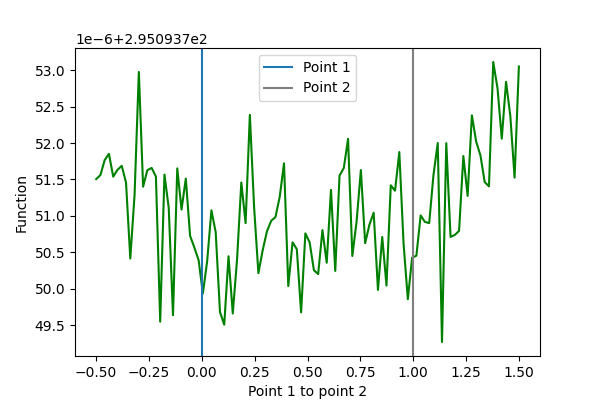 1e−6+2.950937e2
53.0
52.5
52.0
51.5
51.0
50.5
50.0
49.5
Function
Point 1
Point 2
−0.50 −0.25 0.00 0.25 0.50 0.75 1.00 1.25 1.50
Point 1 to point 2